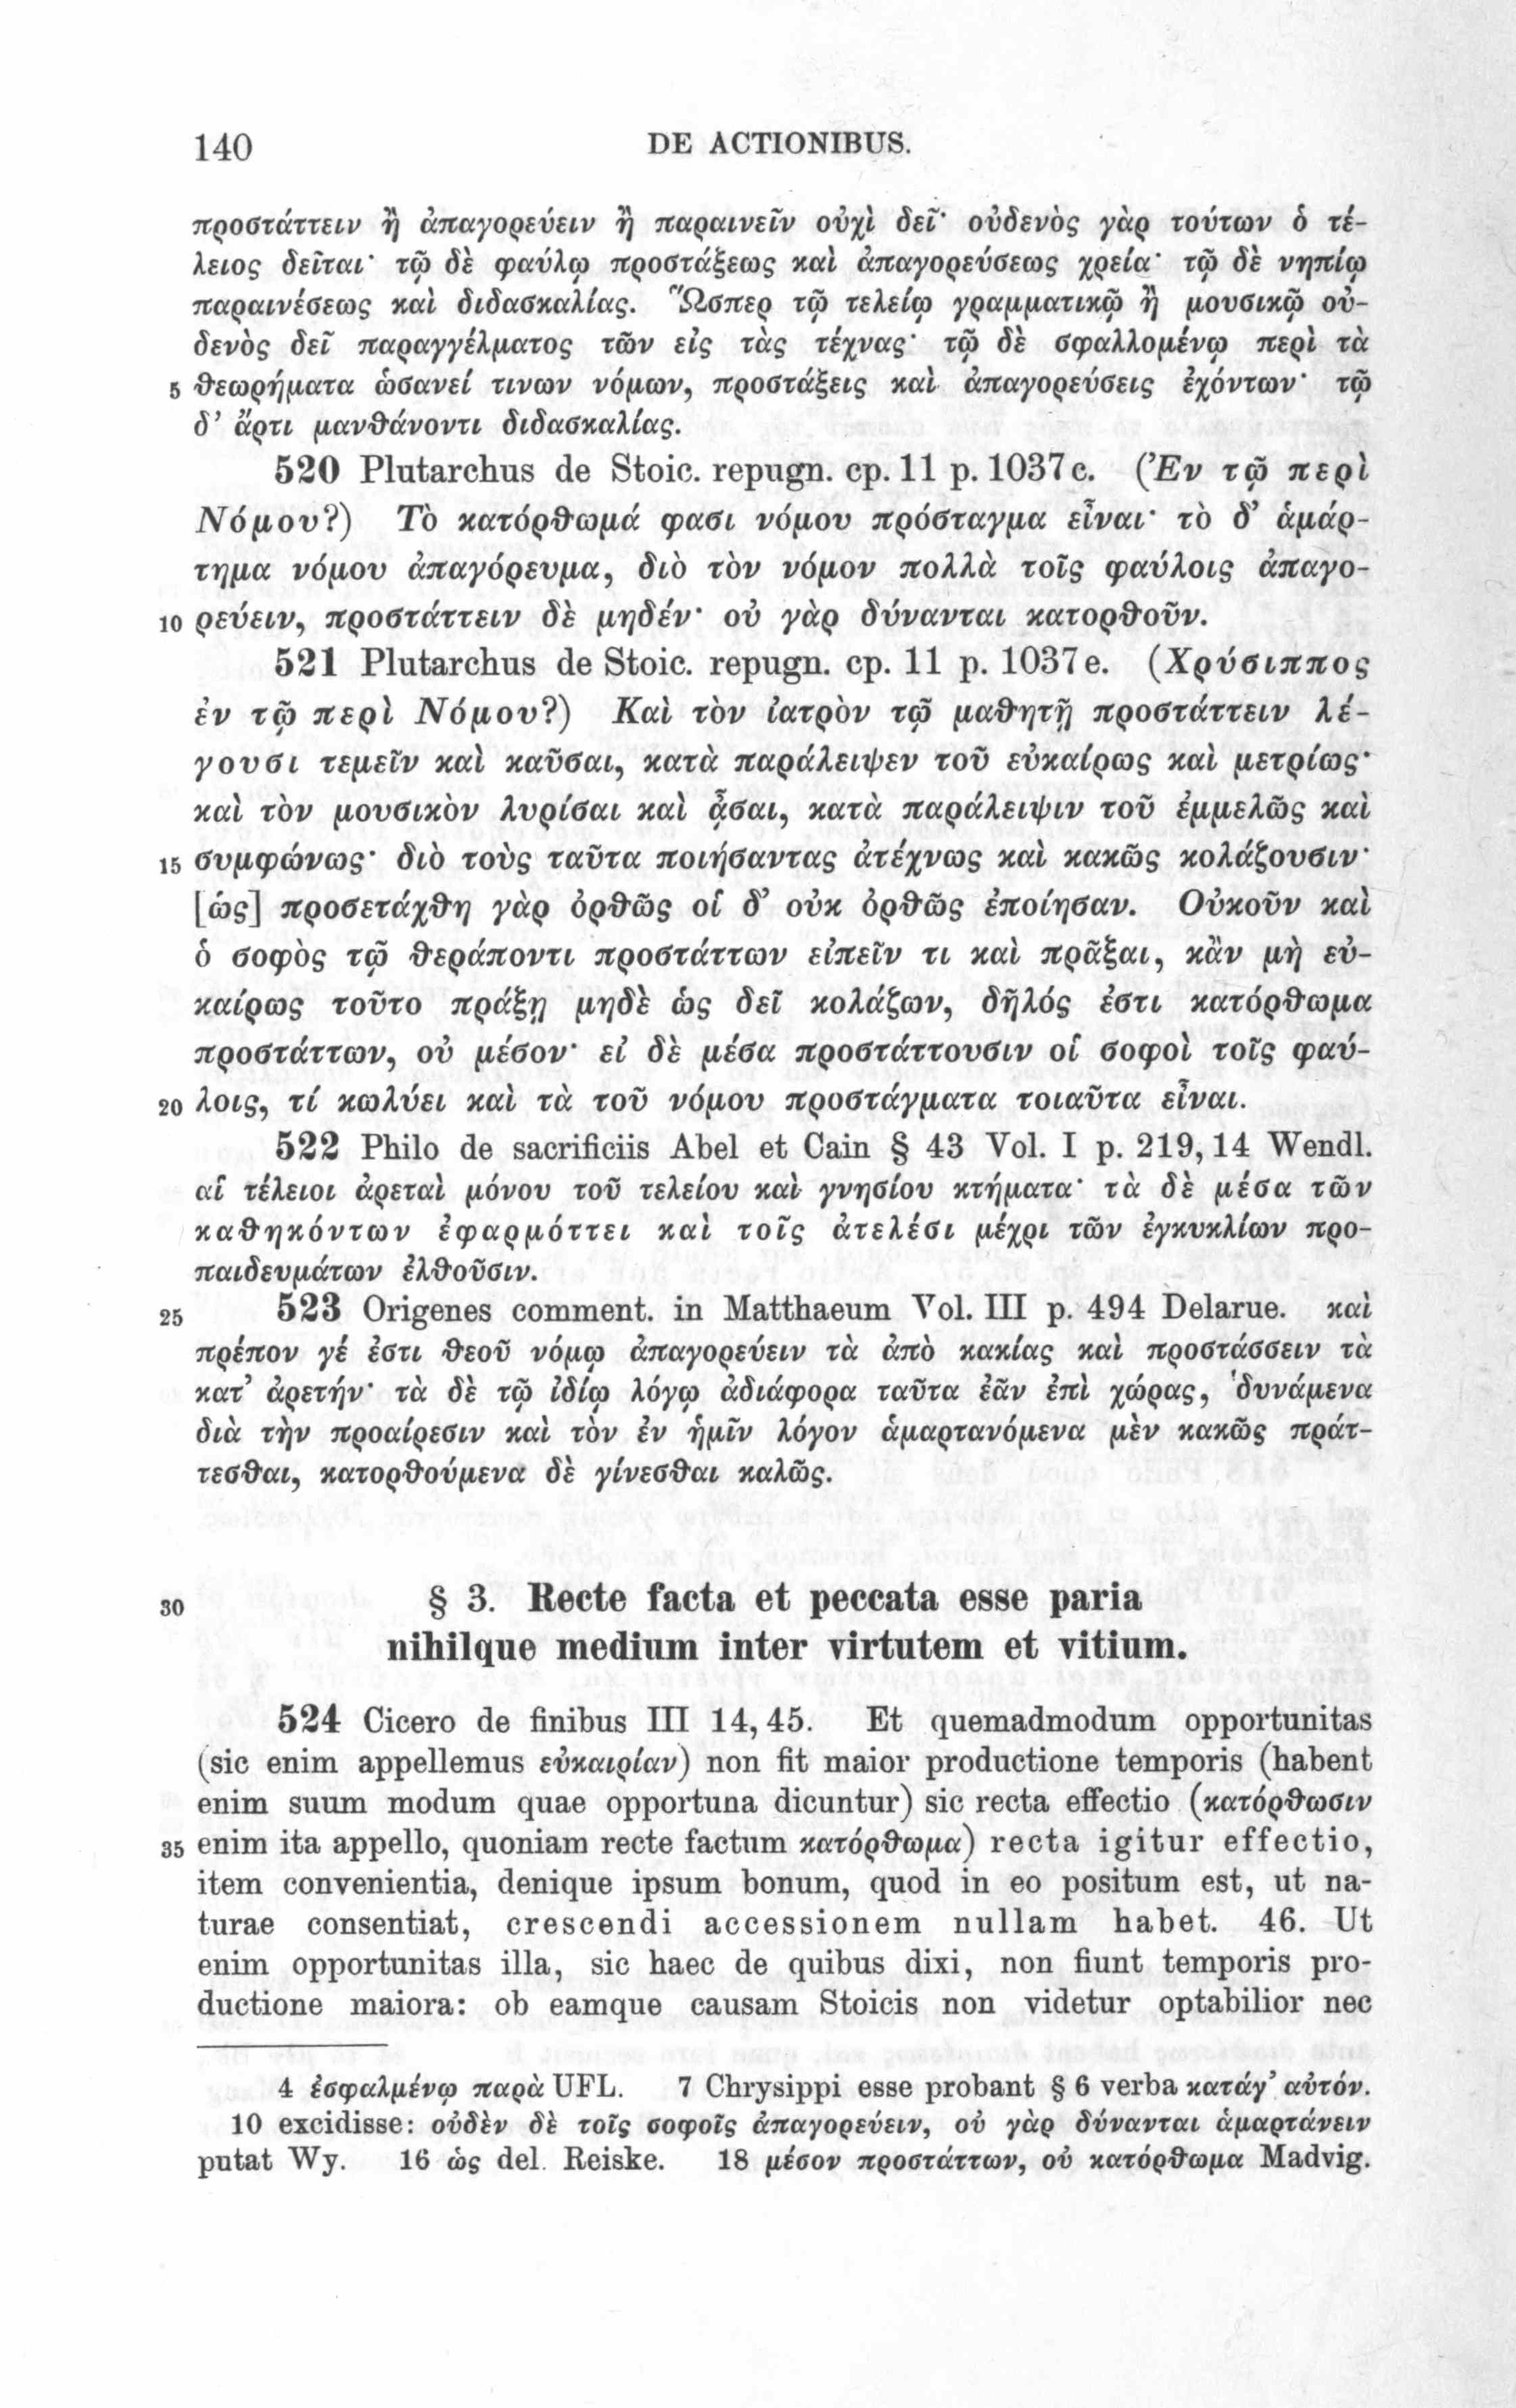 140 DE ACTIONIBUS.
προστάττειν ἢ ἀπαγορεύειν ἢ παραινεῖν οὐχὶ δεῖ· οὐδενὸς γὰρ τούτων ὁ τέ-
λειος δεῖται· τῷ δὲ φαύλῳ προστάξεως καὶ ἀπαγορεύσεως χρεία· τῷ δὲ νηπίῳ
παραινέσεως καὶ διδασκαλίας. Ὥσπερ τῷ τελείῳ γραμματικῷ ἢ μουσικῷ οὐ-
δενὸς δεῖ παραγγέλματος τῶν εἰς τὰς τέχνας· τῷ δὲ σφαλλομένῳ περὶ τὰ
5 θεωρήματα ὡσανεί τινων νόμων, προστάξεις καὶ ἀπαγορεύσεις ἐχόντων· τῷ
δ' ἄρτι μανθάνοντι διδασκαλίας.
520 Plutarchus de Stoic. repugn. cp. 11 p. 1037c. (Ἐν τῷ περὶ
Νόμου?) Τὸ κατόρθωμά φασι νόμου πρόσταγμα εἶναι· τὸ δ' ἁμάρ-
τημα νόμου ἀπαγόρευμα, διὸ τὸν νόμον πολλὰ τοῖς φαύλοις ἀπαγο-
10 ρεύειν, προστάττειν δὲ μηδέν· οὐ γὰρ δύνανται κατορθοῦν.
521 Plutarchus de Stoic. repugn. cp. 11 p. 1037e. (Χρύσιππος
ἐν τῷ περὶ Νόμου?) Καὶ τὸν ἰατρὸν τῷ μαθητῇ προστάττειν λέ-
γουσι τεμεῖν καὶ καῦσαι, κατὰ παράλειψεν τοῦ εὐκαίρως καὶ μετρίως·
καὶ τὸν μουσικὸν λυρίσαι καὶ ᾆσαι, κατὰ παράλειψιν τοῦ ἐμμελῶς καὶ
15 συμφώνως· διὸ τοὺς ταῦτα ποιήσαντας ἀτέχνως καὶ κακῶς κολάζουσιν·
[ὡς] προσετάχθη γὰρ ὀρθῶς οἱ δ' οὐκ ὀρθῶς ἐποίησαν. Οὐκοῦν καὶ
ὁ σοφὸς τῷ θεράποντι προστάττων εἰπεῖν τι καὶ πρᾶξαι, κἂν μὴ εὐ-
καίρως τοῦτο πράξῃ μηδὲ ὡς δεῖ κολάζων, δῆλός ἐστι κατόρθωμα
προστάττων, οὐ μέσον· εἰ δὲ μέσα προστάττουσιν οἱ σοφοὶ τοῖς φαύ-
20 λοις, τί κωλύει καὶ τὰ τοῦ νόμου προστάγματα τοιαῦτα εἶναι.
522 Philo de sacrificiis Abel et Cain § 43 Vol. I p. 219,14 Wendl.
αἱ τέλειοι ἀρεταὶ μόνου τοῦ τελείου καὶ γνησίου κτήματα· τὰ δὲ μέσα τῶν
καθηκόντων ἐφαρμόττει καὶ τοῖς ἀτελέσι μέχρι τῶν ἐγκυκλίων προ-
παιδευμάτων ἐλθοῦσιν.
25 523 Origenes comment. in Matthaeum Vol. III p. 494 Delarue. καὶ
πρέπον γέ ἐστι θεοῦ νόμῳ ἀπαγορεύειν τὰ ἀπὸ κακίας καὶ προστάσσειν τὰ
κατ' ἀρετήν· τὰ δὲ τῷ ἰδίῳ λόγῳ ἀδιάφορα ταῦτα ἐᾶν ἐπὶ χώρας, δυνάμενα
διὰ τὴν προαίρεσιν καὶ τὸν ἐν ἡμῖν λόγον ἁμαρτανόμενα μὲν κακῶς πράτ-
τεσθαι, κατορθούμενα δὲ γίνεσθαι καλῶς.
30 § 3. Recte facta et peccata esse paria
nihilque medium inter virtutem et vitium.
524 Cicero de finibus III 14, 45. Et quemadmodum opportunitas
(sic enim appellemus εὐκαιρίαν) non fit maior productione temporis (habent
enim suum modum quae opportuna dicuntur) sic recta effectio (κατόρθωσιν
35 enim ita appello, quoniam recte factum κατόρθωμα) recta igitur effectio,
item convenientia, denique ipsum bonum, quod in eo positum est, ut na-
turae consentiat, crescendi accessionem nullam habet. 46. Ut
enim opportunitas illa, sic haec de quibus dixi, non fiunt temporis pro-
ductione maiora: ob eamque causam Stoicis non videtur optabilior nec
4 ἐσφαλμένῳ παρὰ UFL. 7 Chrysippi esse probant § 6 verba κατάγ' αὐτόν.
10 excidisse: οὐδὲν δὲ τοῖς σοφοῖς ἀπαγορεύειν, οὐ γὰρ δύνανται ἁμαρτάνειν
putat Wy. 16 ὡς del. Reiske. 18 μέσον προστάττων, οὐ κατόρθωμα Madvig.